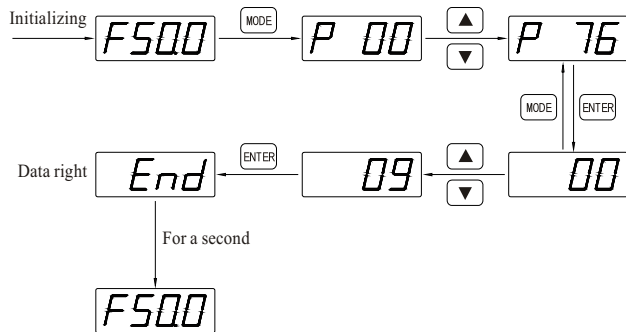 Initializing
F50.0
MODE
P 00
▲
▼
P 76
MODE
ENTER
Data right
End
ENTER
09
▲
▼
00
For a second
F50.0